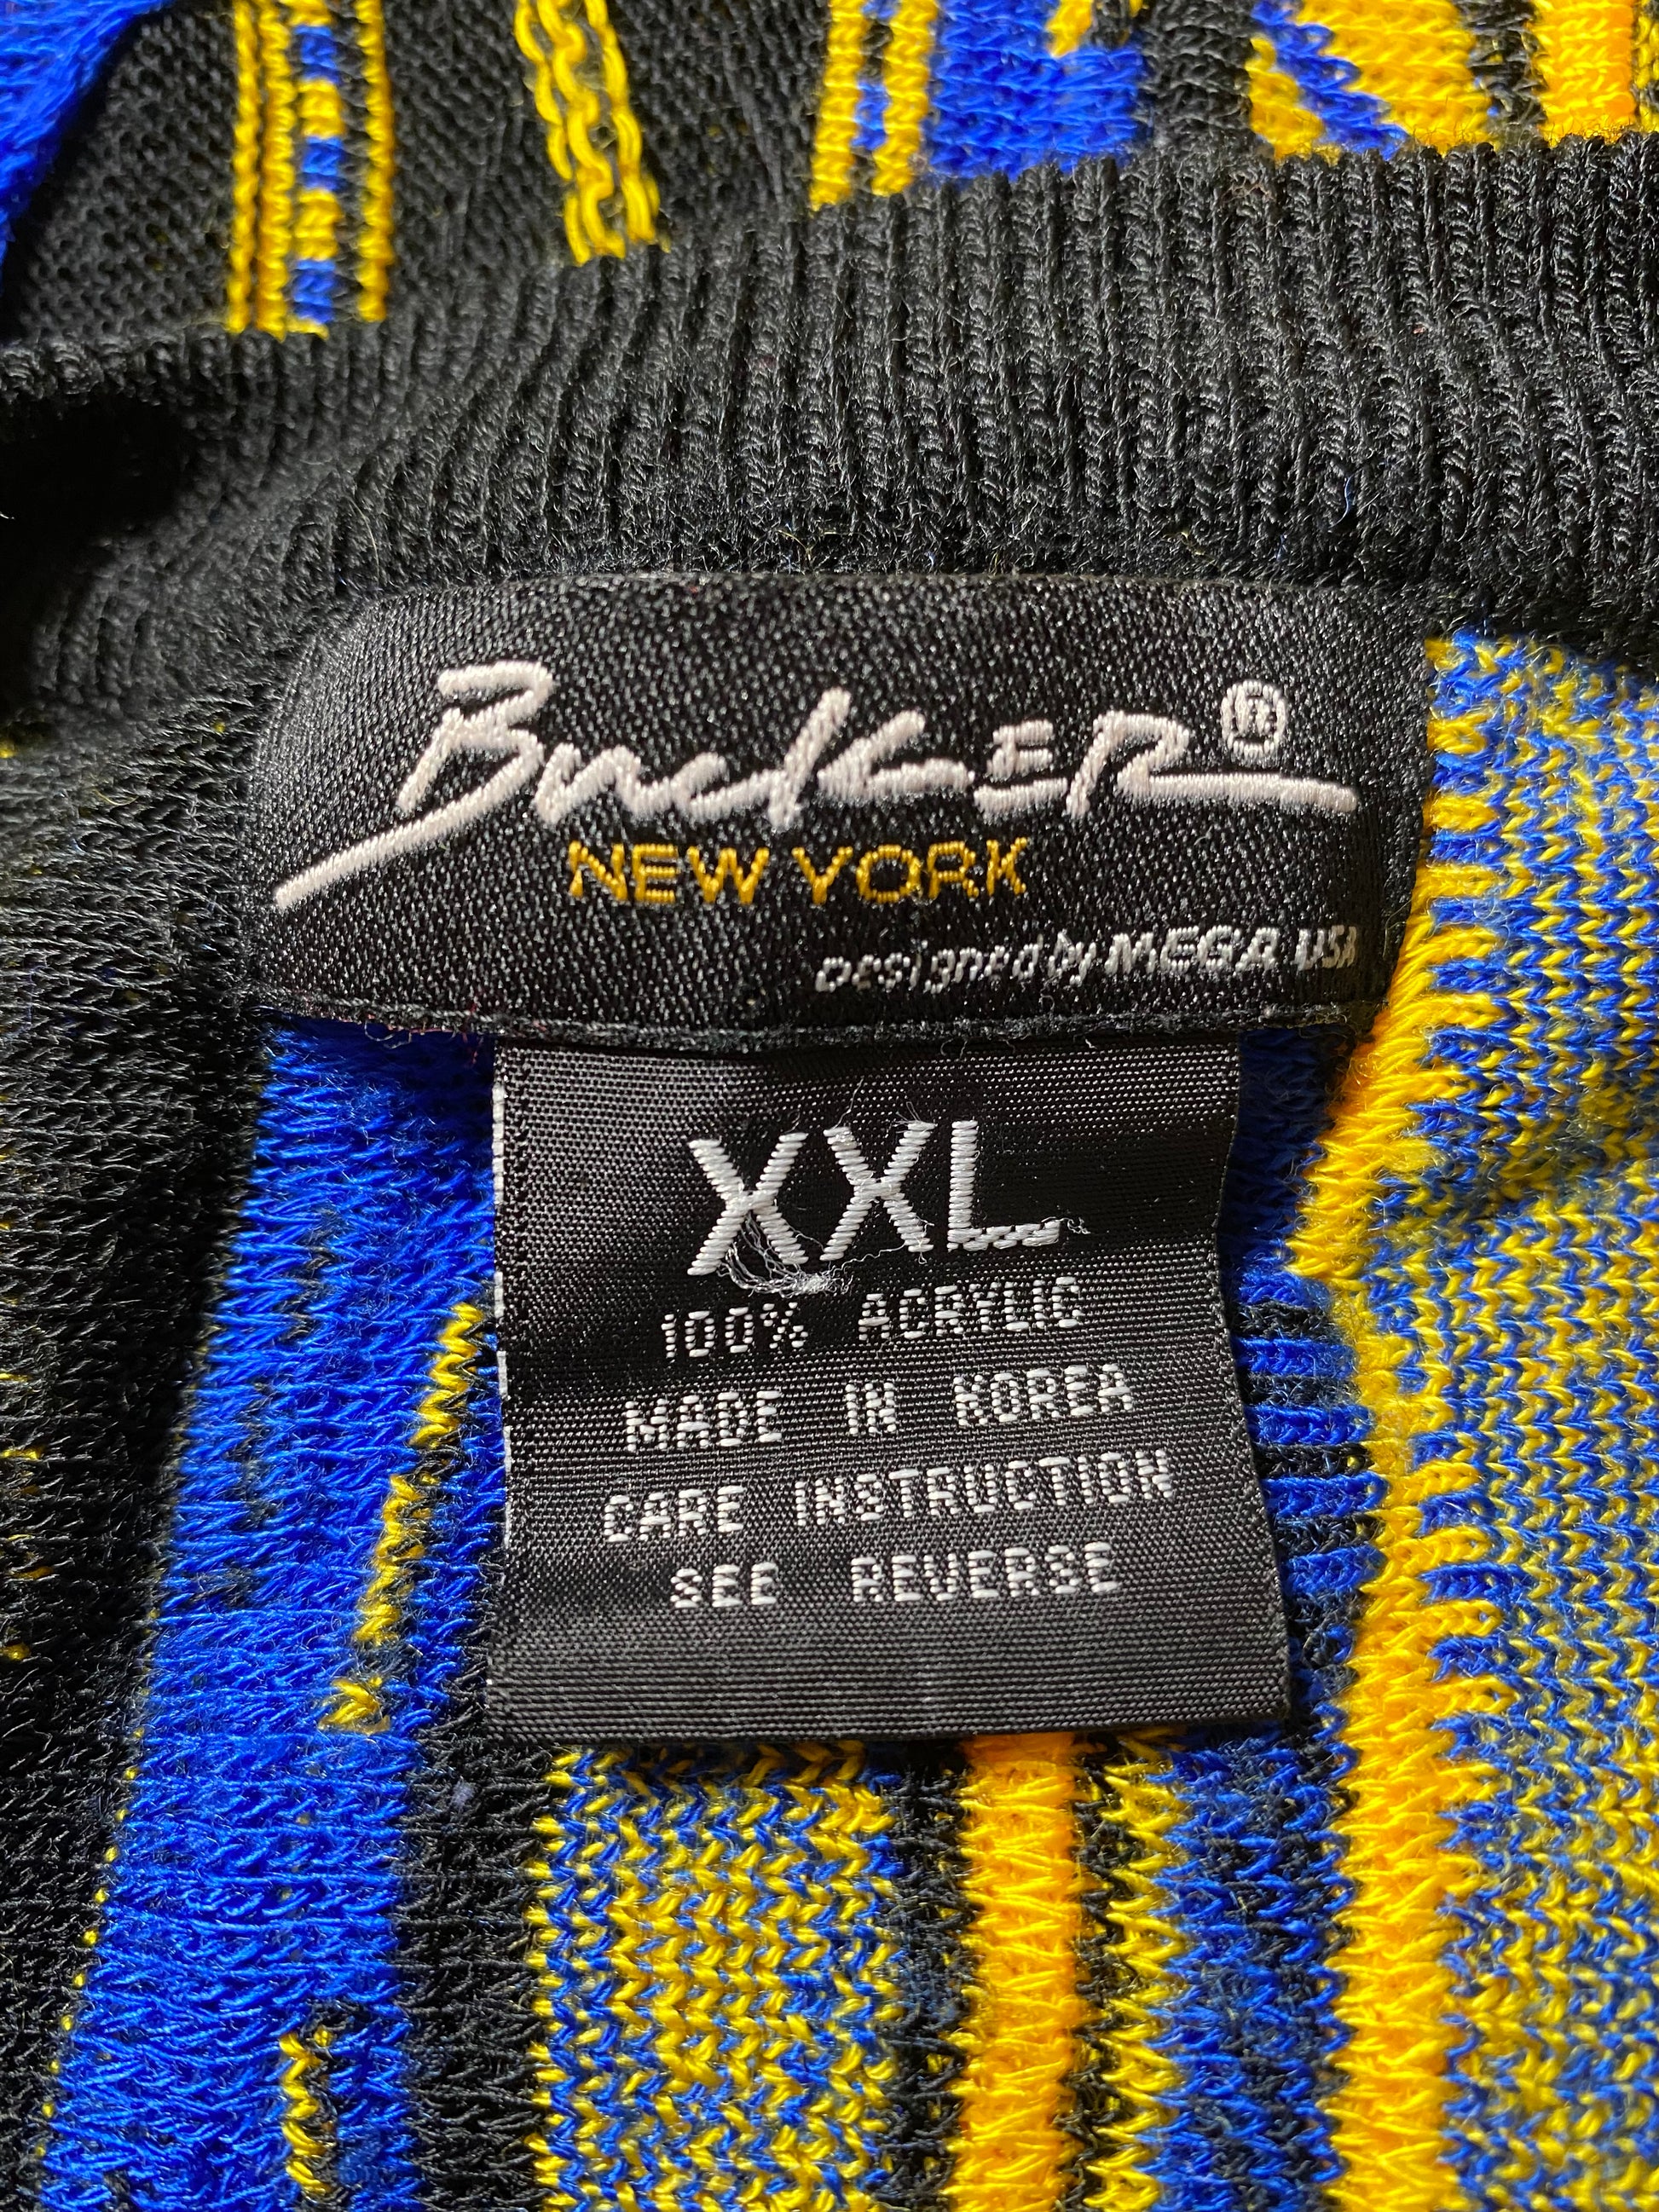 Bucker®
NEW YORK
Designed by MEGA USA
XXL
100% ACRYLIC
MADE IN KOREA
CARE INSTRUCTION
SEE REVERSE